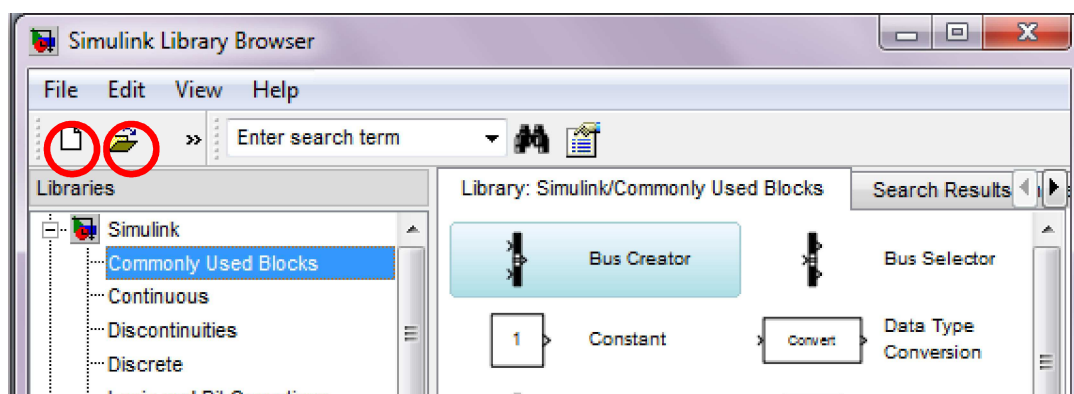 Simulink Library Browser
File Edit View Help
» Enter search term
Libraries
Library: Simulink/Commonly Used Blocks
Search Results
Simulink
Commonly Used Blocks
Continuous
Discontinuities
Discrete
Bus Creator
Bus Selector
1
Constant
Convert
Data Type
Conversion